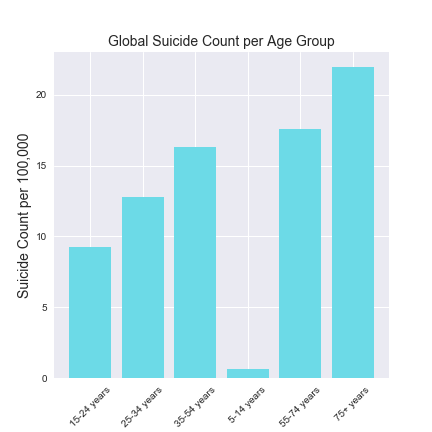 Global Suicide Count per Age Group
Suicide Count per 100,000
20
15
10
5
0
15-24 years
25-34 years
35-54 years
5-14 years
55-74 years
75+ years